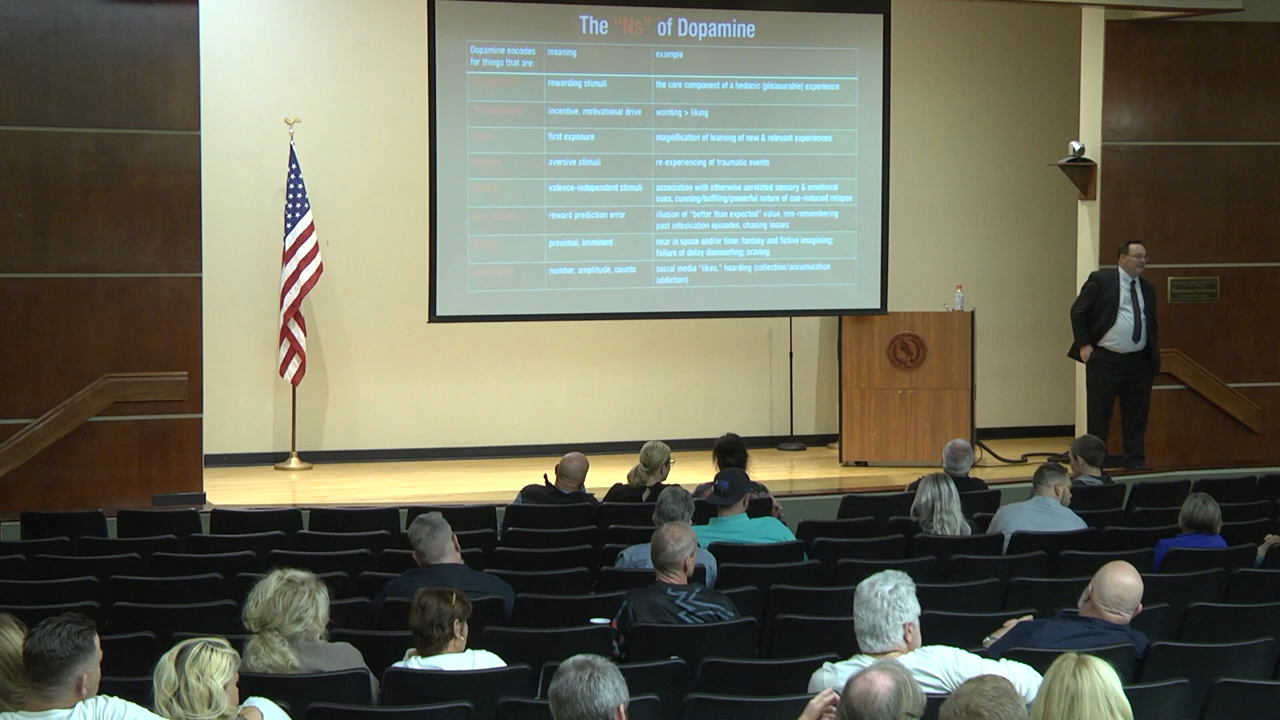 The "Ns" of Dopamine
Dopamine encodes
for things that are:
meaning
example
rewarding stimuli
the core component of a hedonic (pleasurable) experience
incentive, motivational drive
wanting > liking
first exposure
magnification of learning of new & relevant experiences
aversive stimuli
re-experiencing of traumatic events
valence-independent stimuli
association with otherwise unrelated sensory & emotional
cues, cunning/baffling/powerful nature of cue-induced relapse
reward prediction error
illusion of "better than expected" value, mis-remembering
past intoxication episodes, chasing losses
proximal, imminent
near in space and/or time; fantasy and fictive imagining;
failure of delay discounting, craving
number, amplitude, counts
social media "likes," hoarding (collection/accumulation
addiction)